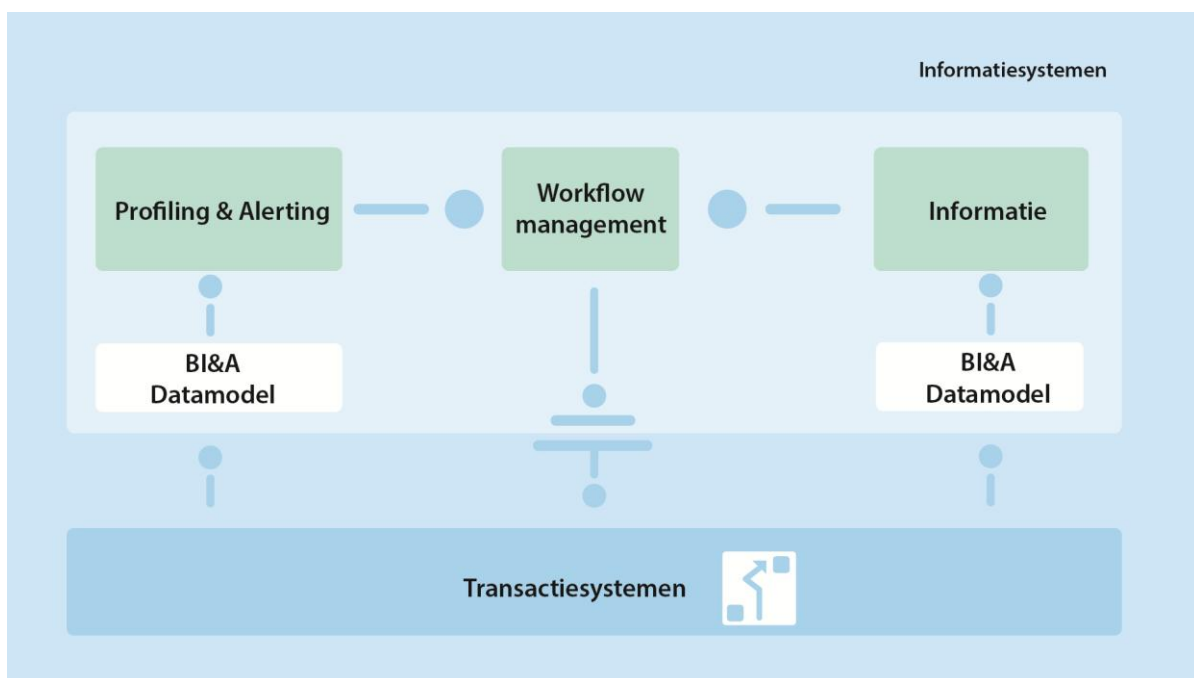 Informatiesystemen
Profiling & Alerting
Workflow
management
Informatie
BI&A
Datamodel
BI&A
Datamodel
Transactiesystemen